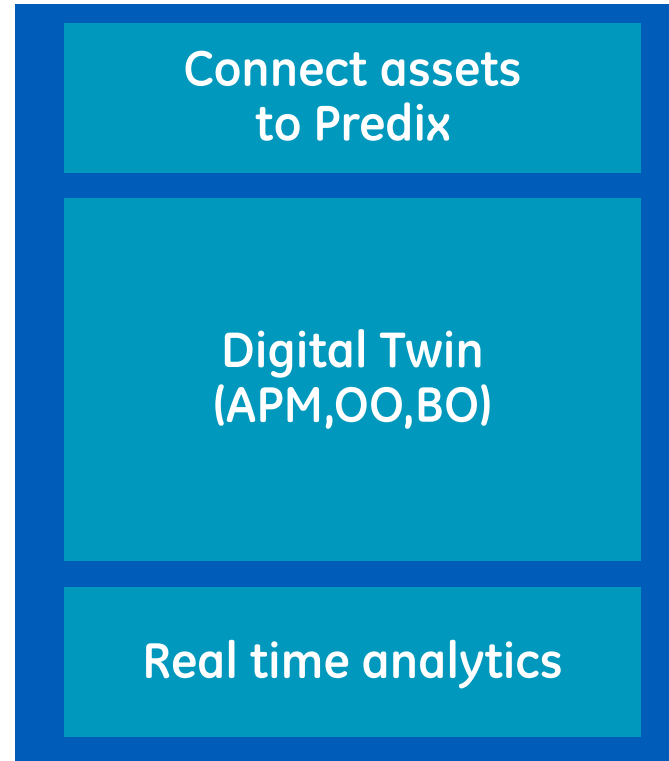 Connect assets
to Predix
Digital Twin
(APM,OO,BO)
Real time analytics